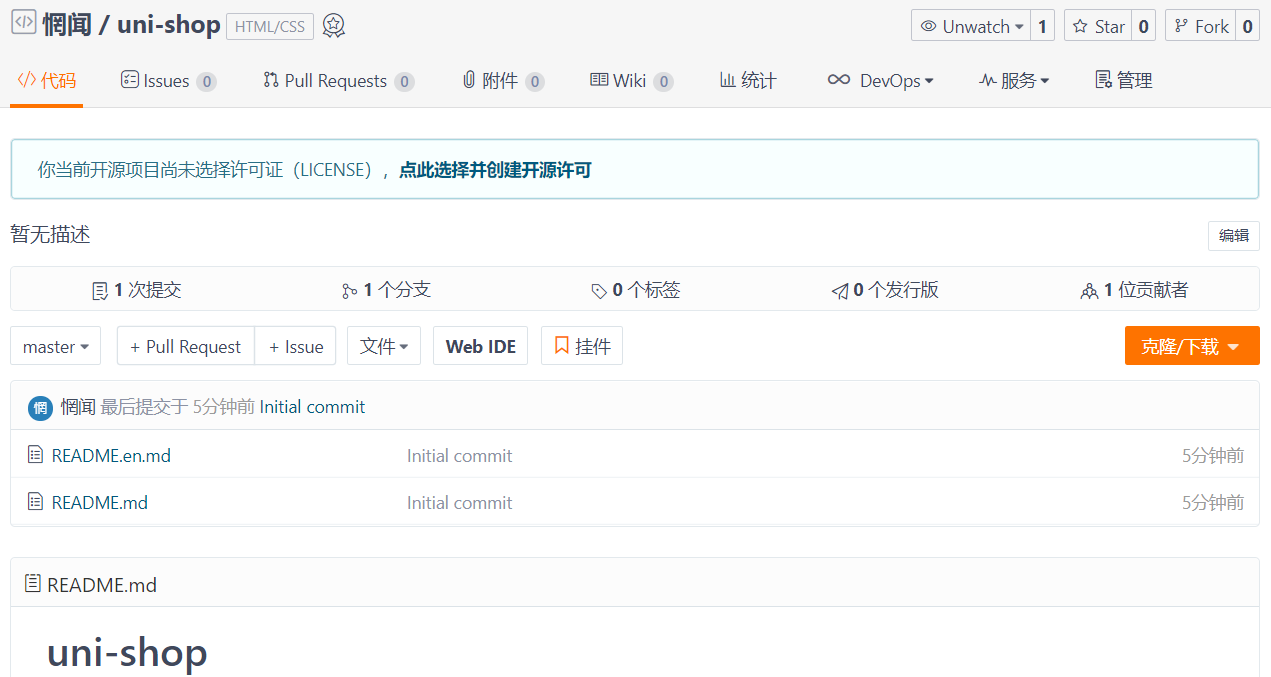 惘闻 / uni-shop HTML/CSS Unwatch 1 Star 0 Fork 0
代码 Issues 0 Pull Requests 0 附件 0 Wiki 0 统计 DevOps 服务 管理
你当前开源项目尚未选择许可证（LICENSE），点此选择并创建开源许可
暂无描述 编辑
1 次提交 1 个分支 0 个标签 0 个发行版 1 位贡献者
master + Pull Request + Issue 文件 Web IDE 挂件 克隆/下载
惘 惘闻 最后提交于 5分钟前 Initial commit
README.en.md Initial commit 5分钟前
README.md Initial commit 5分钟前
README.md
uni-shop